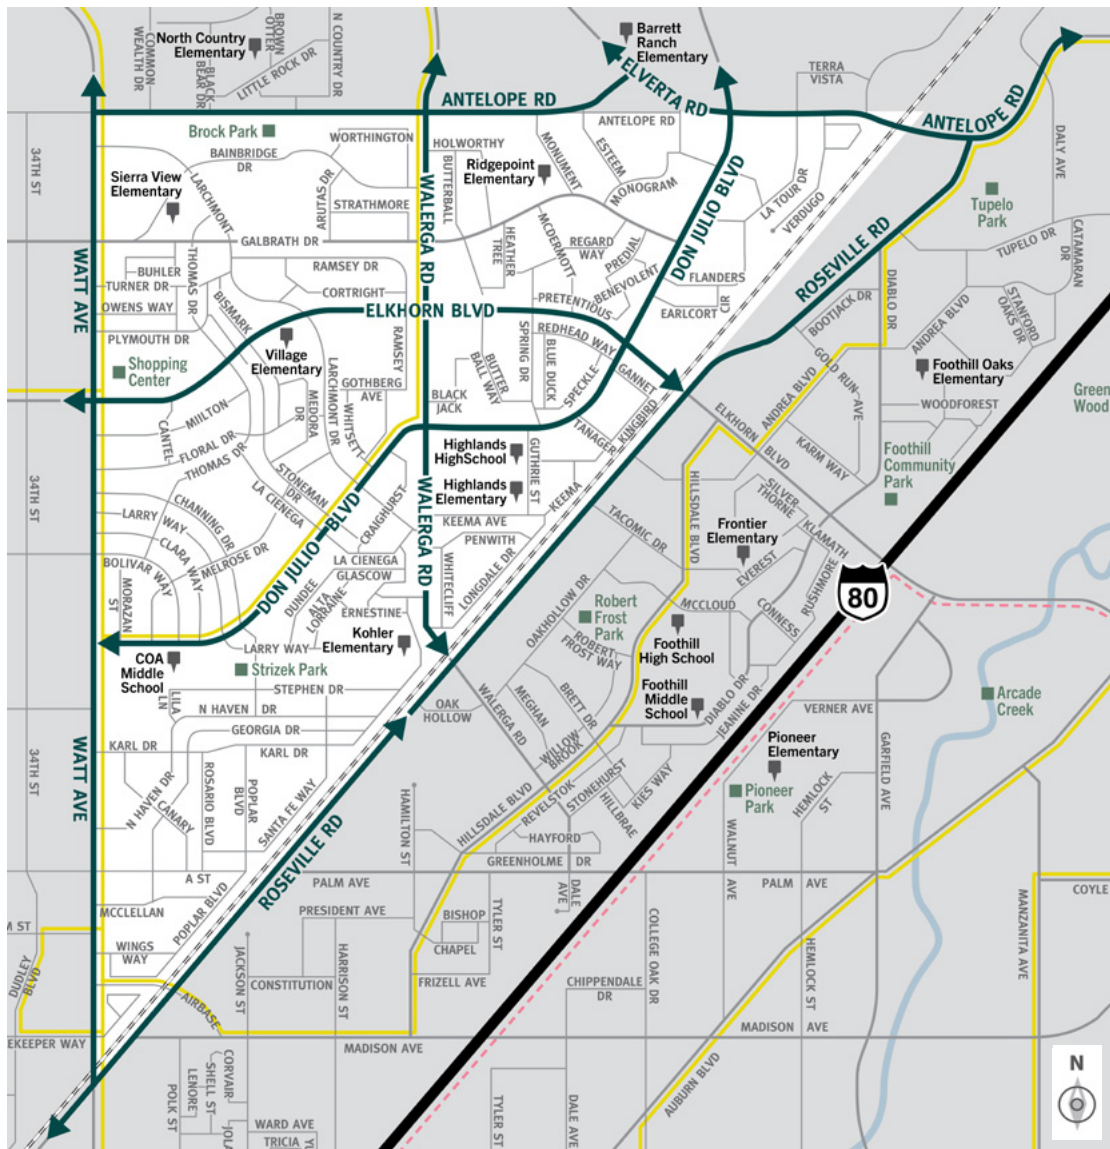 North Country
Elementary
COMMON
WEALTH DR
BLACK
BEAR DR
BROWN
OTTER
LITTLE ROCK DR
N COUNTRY DR
Barrett
Ranch
Elementary
TERRA
VISTA
ANTELOPE RD
ELVERTA RD
ANTELOPE RD
ANTELOPE RD
DALY AVE
Brock Park
WORTHINGTON
BAINBRIDGE
DR
HOLWORTHY
BUTTERBALL
Ridgepoint
Elementary
MONUMENT
ESTEEM
MONOGRAM
34TH ST
Sierra View
Elementary
LARCHMONT
ARUTAS DR
STRATHMORE
WALERGA RD
DON JULIO BLVD
LA TOUR DR
VERDUGO
Tupelo
Park
TUPELO DR
CATAMARAN
DR
GALBRATH DR
HEATHER
TREE
MCDERMOTT
REGARD
WAY
PREDIAL
BENEVOLENT
PRETENTIOUS
FLANDERS
CIR
EARLCORT
ROSEVILLE RD
WATT AVE
BUHLER
TURNER DR
OWENS WAY
THOMAS DR
BISMARK
RAMSEY DR
CORTRIGHT
RAMSEY
ELKHORN BLVD
PLYMOUTH DR
Village
Elementary
Shopping
Center
LARCHMONT DR
GOTHBERG
AVE
WHITSETT
MEDORA
DR
REDHEAD WAY
SPRING DR
BLUE DUCK
SPECKLE
GANNET
KINGBIRD
TANAGER
BUTTER
BALL WAY
BLACK
JACK
BOOTJACK DR
DIABLO DR
ANDREA BLVD
STANFORD
OAKS DR
GOLD RUN
AVE
Foothill Oaks
Elementary
WOODFOREST
Green
Wood
ANDREA BLVD
ELKHORN
BLVD
KARM WAY
Foothill
Community
Park
MIILTON
CANTEL
FLORAL DR
THOMAS DR
STONEMAN
DR
LA CIENEGA
Highlands
HighSchool
Highlands
Elementary
GUTHRIE ST
KEEMA
34TH ST
CHANNING DR
LARRY WAY
CLARA WAY
BOLIVAR WAY
MELROSE DR
MORAZAN
ST
DON JULIO BLVD
CRAIGHURST
WALERGA RD
KEEMA AVE
PENWITH
LA CIENEGA
GLASCOW
DUNDEE
ALTA
LORRAINE
ERNESTINE
WHITECLIFF
LONGDALE DR
HILLSDALE BLVD
SILVER
THORNE
KLAMATH
TACOMIC DR
Frontier
Elementary
EVEREST
RUSHMORE
MCCLOUD
CONNESS
80
OAKHOLLOW DR
Robert
Frost
Park
ROBERT
FROST WAY
Foothill
High School
Foothill
Middle
School
DIABLO DR
JEANINE DR
COA
Middle
School
LARRY WAY
Kohler
Elementary
Strizek Park
STEPHEN DR
LILA
LN
N HAVEN DR
GEORGIA DR
KARL DR
KARL DR
OAK
HOLLOW
WALERGA RD
MEGHAN
BRETT DR
WILLOW
BROOK
VERNER AVE
Arcade
Creek
Pioneer
Elementary
Pioneer
Park
GARFIELD AVE
HEMLOCK
ST
WATT AVE
34TH ST
N HAVEN DR
CANARY
ROSARIO BLVD
POPLAR
BLVD
SANTA FE WAY
ROSEVILLE RD
HAMILTON ST
HILLSDALE BLVD
REVELSTOK
STONEHURST
HILLBRAE
KIES WAY
HAYFORD
GREENHOLME DR
WALNUT
AVE
A ST
PALM AVE
DALE
AVE
PALM AVE
COYLE
MCCLELLAN
POPLAR BLVD
PRESIDENT AVE
BISHOP
CHAPEL
TYLER ST
COLLEGE OAK DR
HEMLOCK ST
MANZANITA AVE
M ST
DUDLEY
BLVD
WINGS
WAY
AIRBASE
JACKSON ST
CONSTITUTION
HARRISON ST
FRIZELL AVE
CHIPPENDALE
DR
EKEEPER WAY
MADISON AVE
MADISON AVE
AUBURN BLVD
CORVAIR
SHELL ST
LENORE
POLK ST
JOLA
WARD AVE
TRICIA
TYLER ST
DALE AVE
N